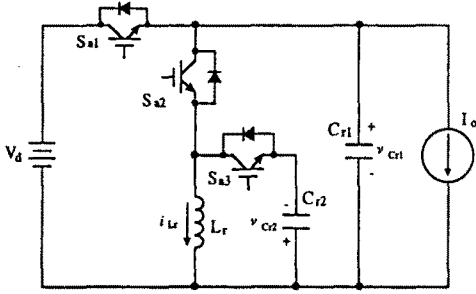 Sa1
Sa2
Sa3
Vd
iLr
Lr
Cr2
vCr2
-
+
Cr1
vCr1
+
-
Io